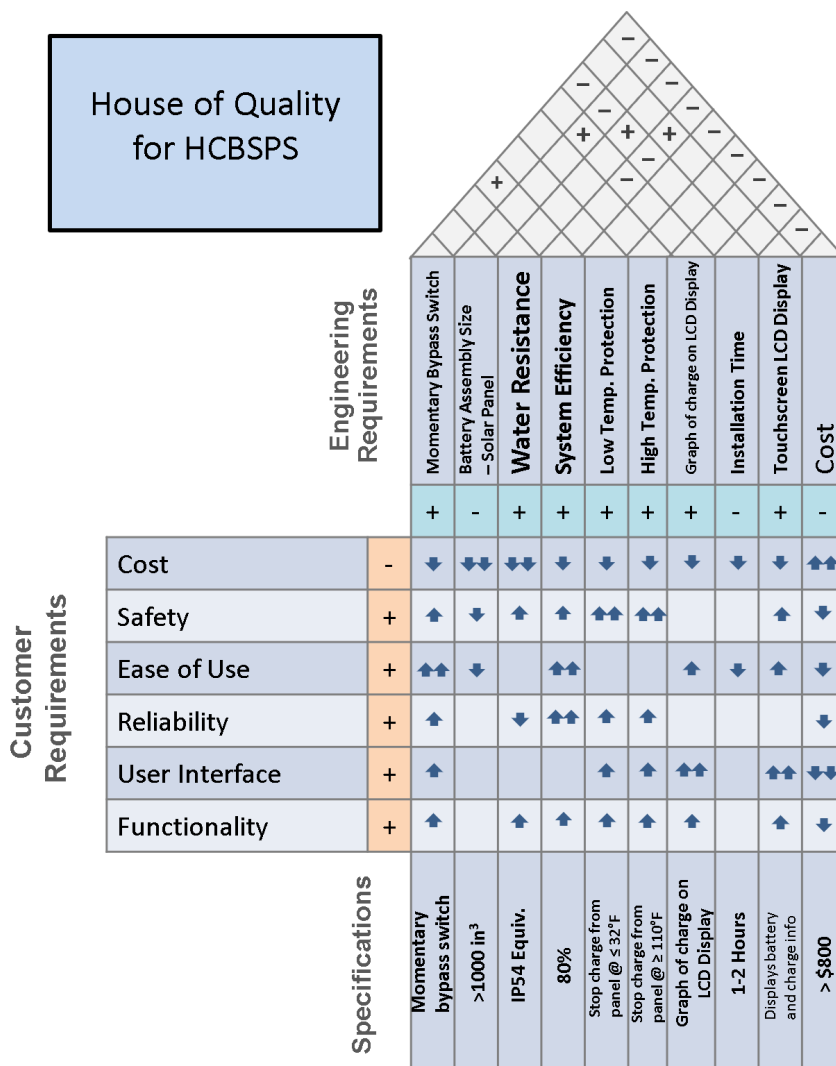 House of Quality
for HCBSPS
−
−
−
−
−
−
−
+
+
+
−
−
−
+
−
−
−
−
Engineering
Requirements
Momentary Bypass Switch
Battery Assembly Size
– Solar Panel
Water Resistance
System Efficiency
Low Temp. Protection
High Temp. Protection
Graph of charge on LCD Display
Installation Time
Touchscreen LCD Display
Cost
+ - + + + + + - + -
Customer
Requirements
Cost -
Safety +
Ease of Use +
Reliability +
User Interface +
Functionality +
Specifications
Momentary
bypass switch
>1000 in³
IP54 Equiv.
80%
Stop charge from
panel @ ≤ 32°F
Stop charge from
panel @ ≥ 110°F
Graph of charge on
LCD Display
1-2 Hours
Displays battery
and charge info
> $800